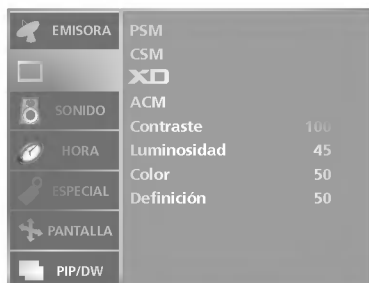 EMISORA
SONIDO
HORA
ESPECIAL
PANTALLA
PIP/DW
PSM
CSM
XD
ACM
Contraste 100
Luminosidad 45
Color 50
Definición 50